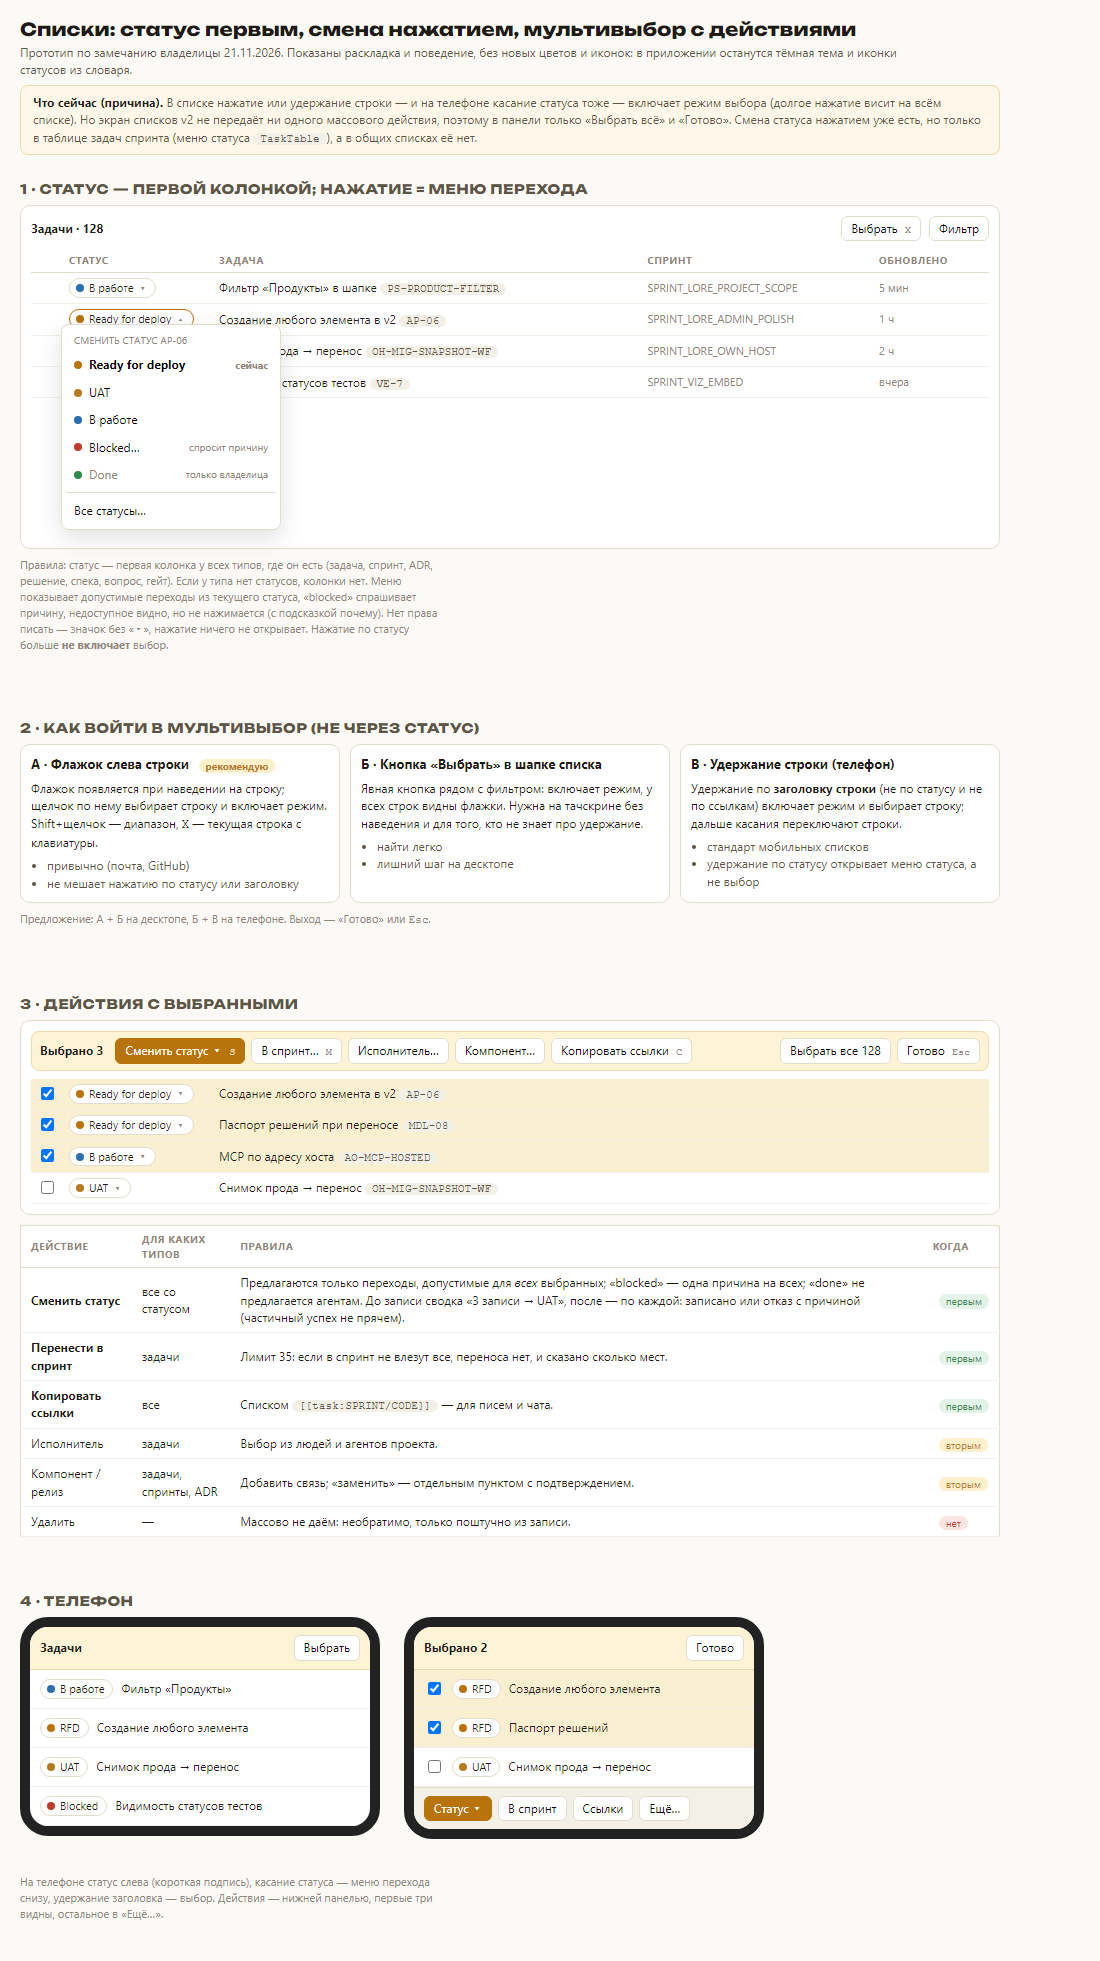 Списки: статус первым, смена нажатием, мультивыбор с действиями
Прототип по замечанию владелицы 21.11.2026. Показаны раскладка и поведение, без новых цветов и иконок: в приложении останутся тёмная тема и иконки
статусов из словаря.
Что сейчас (причина). В списке нажатие или удержание строки — и на телефоне касание статуса тоже — включает режим выбора (долгое нажатие висит на всём
списке). Но экран списков v2 не передаёт ни одного массового действия, поэтому в панели только «Выбрать всё» и «Готово». Смена статуса нажатием уже есть, но только
в таблице задач спринта (меню статуса TaskTable), а в общих списках её нет.
1 · СТАТУС — ПЕРВОЙ КОЛОНКОЙ; НАЖАТИЕ = МЕНЮ ПЕРЕХОДА
Задачи · 128 Выбрать X Фильтр
СТАТУС ЗАДАЧА СПРИНТ ОБНОВЛЕНО
В работе ▾ Фильтр «Продукты» в шапке PS-PRODUCT-FILTER SPRINT_LORE_PROJECT_SCOPE 5 мин
Ready for deploy ▴ Создание любого элемента в v2 AP-06 SPRINT_LORE_ADMIN_POLISH 1 ч
ода → перенос OH-MIG-SNAPSHOT-WF SPRINT_LORE_OWN_HOST 2 ч
статусов тестов VE-7 SPRINT_VIZ_EMBED вчера
СМЕНИТЬ СТАТУС AP-06
Ready for deploy сейчас
UAT
В работе
Blocked... спросит причину
Done только владелица
Все статусы...
Правила: статус — первая колонка у всех типов, где он есть (задача, спринт, ADR,
решение, спека, вопрос, гейт). Если у типа нет статусов, колонки нет. Меню
показывает допустимые переходы из текущего статуса, «blocked» спрашивает
причину, недоступное видно, но не нажимается (с подсказкой почему). Нет права
писать — значок без «▾», нажатие ничего не открывает. Нажатие по статусу
больше не включает выбор.
2 · КАК ВОЙТИ В МУЛЬТИВЫБОР (НЕ ЧЕРЕЗ СТАТУС)
А · Флажок слева строки рекомендую
Флажок появляется при наведении на строку;
щелчок по нему выбирает строку и включает режим.
Shift+щелчок — диапазон, X — текущая строка с
клавиатуры.
• привычно (почта, GitHub)
• не мешает нажатию по статусу или заголовку
Б · Кнопка «Выбрать» в шапке списка
Явная кнопка рядом с фильтром: включает режим, у
всех строк видны флажки. Нужна на тачскрине без
наведения и для того, кто не знает про удержание.
• найти легко
• лишний шаг на десктопе
В · Удержание строки (телефон)
Удержание по заголовку строки (не по статусу и не
по ссылкам) включает режим и выбирает строку;
дальше касания переключают строки.
• стандарт мобильных списков
• удержание по статусу открывает меню статуса, а
не выбор
Предложение: А + Б на десктопе, Б + В на телефоне. Выход — «Готово» или Esc.
3 · ДЕЙСТВИЯ С ВЫБРАННЫМИ
Выбрано 3 Сменить статус ▾ S В спринт... M Исполнитель... Компонент... Копировать ссылки C Выбрать все 128 Готово Esc
Ready for deploy ▾ Создание любого элемента в v2 AP-06
Ready for deploy ▾ Паспорт решений при переносе MDL-08
В работе ▾ MCP по адресу хоста AO-MCP-HOSTED
UAT ▾ Снимок прода → перенос OH-MIG-SNAPSHOT-WF
ДЕЙСТВИЕ ДЛЯ КАКИХ ТИПОВ ПРАВИЛА КОГДА
Сменить статус все со статусом Предлагаются только переходы, допустимые для всех выбранных; «blocked» — одна причина на всех; «done» не
предлагается агентам. До записи сводка «3 записи → UAT», после — по каждой: записано или отказ с причиной
(частичный успех не прячем). первым
Перенести в спринт задачи Лимит 35: если в спринт не влезут все, переноса нет, и сказано сколько мест. первым
Копировать ссылки все Списком [[task:SPRINT/CODE]] — для писем и чата. первым
Исполнитель задачи Выбор из людей и агентов проекта. вторым
Компонент / релиз задачи, спринты, ADR Добавить связь; «заменить» — отдельным пунктом с подтверждением. вторым
Удалить — Массово не даём: необратимо, только поштучно из записи. нет
4 · ТЕЛЕФОН
Задачи Выбрать
В работе Фильтр «Продукты»
RFD Создание любого элемента
UAT Снимок прода → перенос
Blocked Видимость статусов тестов
Выбрано 2 Готово
RFD Создание любого элемента
RFD Паспорт решений
UAT Снимок прода → перенос
Статус ▾ В спринт Ссылки Ещё...
На телефоне статус слева (короткая подпись), касание статуса — меню перехода
снизу, удержание заголовка — выбор. Действия — нижней панелью, первые три
видны, остальное в «Ещё...».